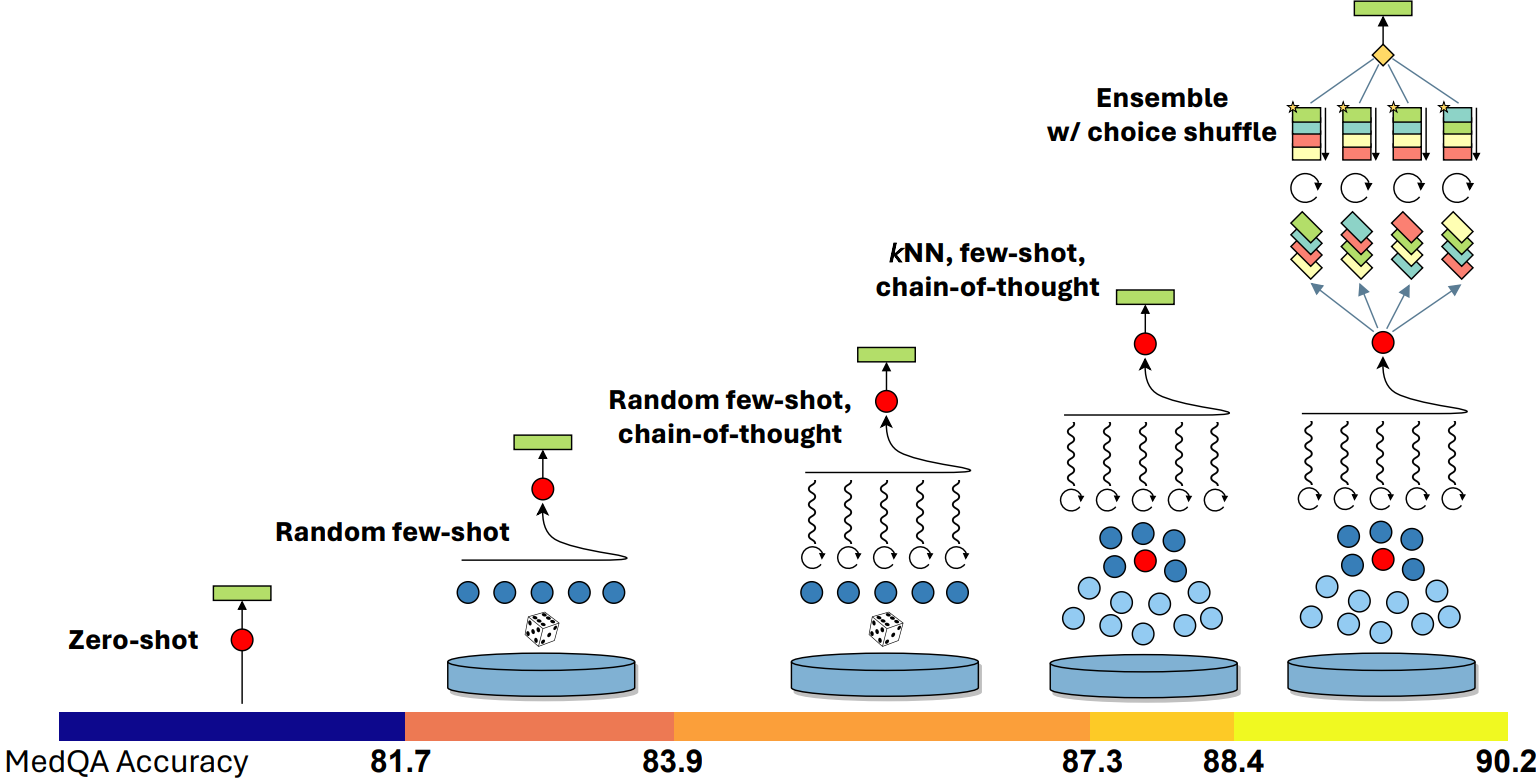 Ensemble
w/ choice shuffle
kNN, few-shot,
chain-of-thought
Random few-shot,
chain-of-thought
Random few-shot
Zero-shot
MedQA Accuracy 81.7 83.9 87.3 88.4 90.2